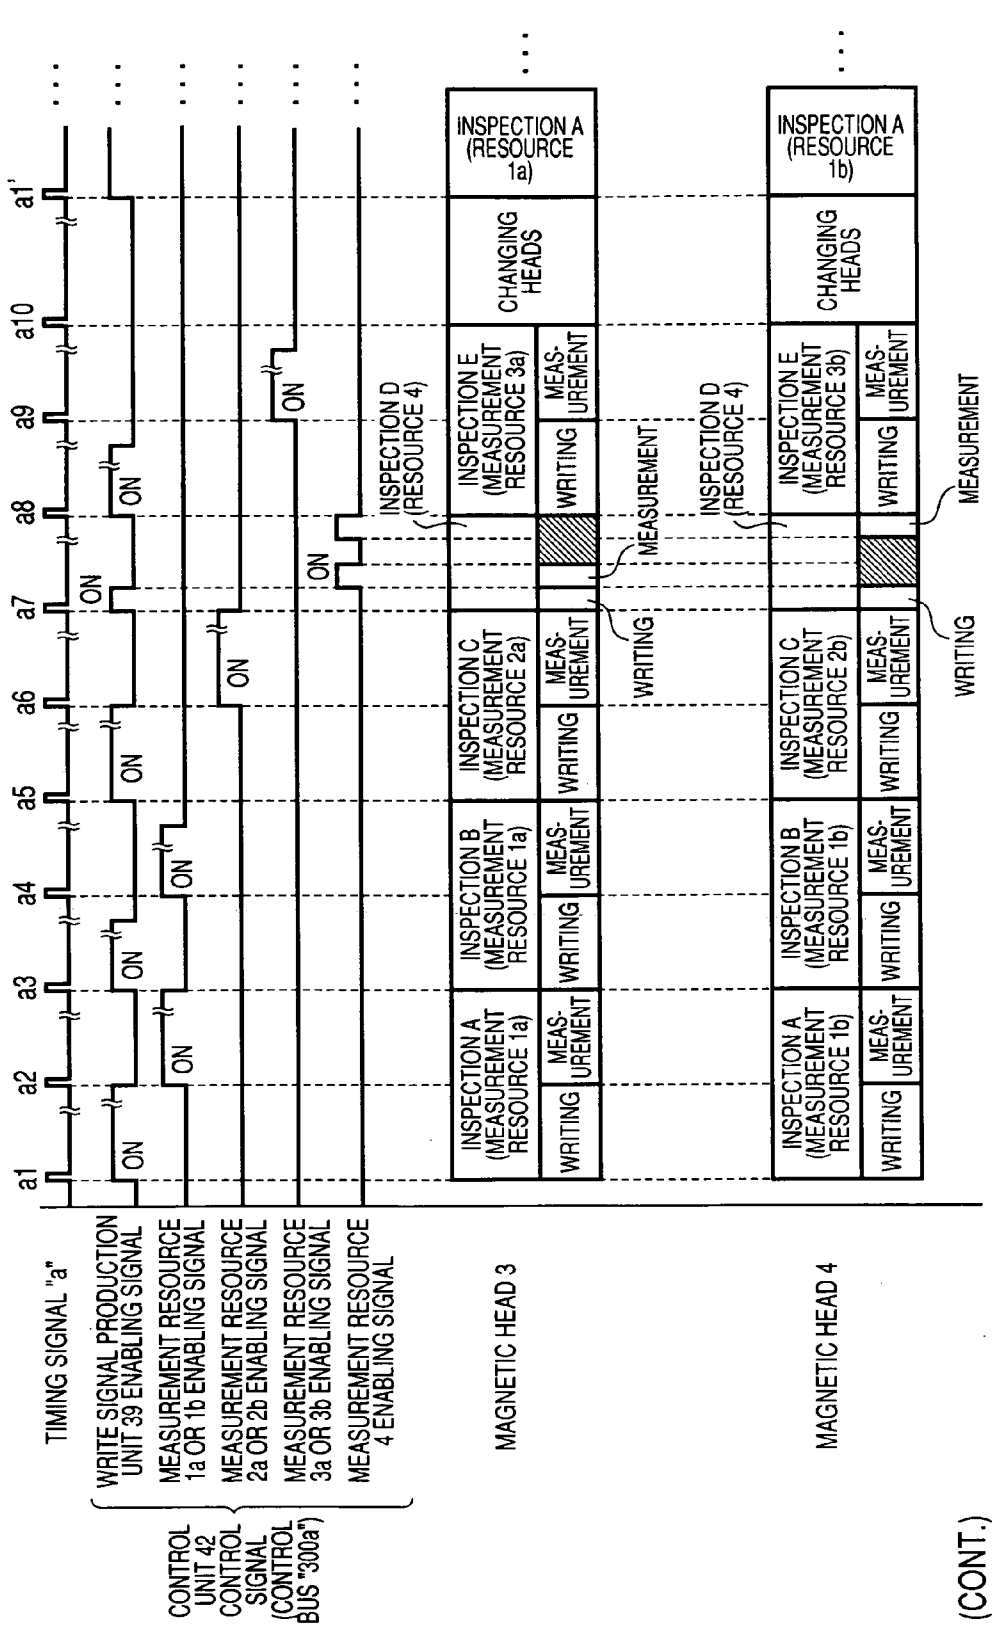 a1
a2
a3
a4
a5
a6
a7
a8
a9
a10
a1'
TIMING SIGNAL "a"
. . .
WRITE SIGNAL PRODUCTION
UNIT 39 ENABLING SIGNAL
ON
ON
ON
ON
ON
. . .
MEASUREMENT RESOURCE
1a OR 1b ENABLING SIGNAL
ON
ON
. . .
MEASUREMENT RESOURCE
2a OR 2b ENABLING SIGNAL
ON
. . .
MEASUREMENT RESOURCE
3a OR 3b ENABLING SIGNAL
ON
. . .
MEASUREMENT RESOURCE
4 ENABLING SIGNAL
ON
. . .
CONTROL
UNIT 42
CONTROL
SIGNAL
(CONTROL
BUS "300a")
MAGNETIC HEAD 3
INSPECTION A
(MEASUREMENT
RESOURCE 1a)
INSPECTION B
(MEASUREMENT
RESOURCE 1a)
INSPECTION C
(MEASUREMENT
RESOURCE 2a)
INSPECTION D
(RESOURCE 4)
INSPECTION E
(MEASUREMENT
RESOURCE 3a)
CHANGING
HEADS
INSPECTION A
(RESOURCE
1a)
. . .
WRITING
MEAS-
UREMENT
WRITING
MEAS-
UREMENT
WRITING
MEAS-
UREMENT
WRITING
MEAS-
UREMENT
WRITING
MEASUREMENT
MAGNETIC HEAD 4
INSPECTION A
(MEASUREMENT
RESOURCE 1b)
INSPECTION B
(MEASUREMENT
RESOURCE 1b)
INSPECTION C
(MEASUREMENT
RESOURCE 2b)
INSPECTION D
(RESOURCE 4)
INSPECTION E
(MEASUREMENT
RESOURCE 3b)
CHANGING
HEADS
INSPECTION A
(RESOURCE
1b)
. . .
WRITING
MEAS-
UREMENT
WRITING
MEAS-
UREMENT
WRITING
MEAS-
UREMENT
WRITING
MEAS-
UREMENT
WRITING
MEASUREMENT
(CONT.)